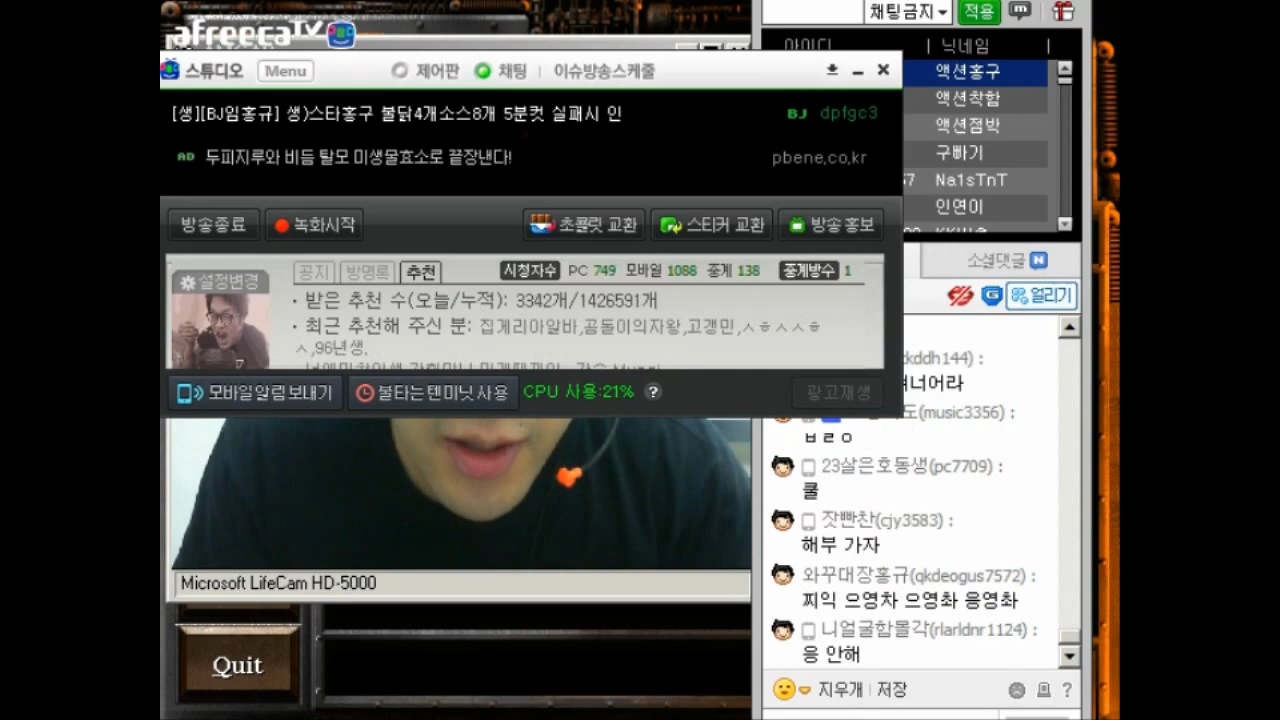 afreecaTV
스튜디오 Menu 제어판 채팅 이슈방송스케줄
[생][BJ임홍규] 생)스타홍구 불닭4개소스8개 5분컷 실패시 인 BJ dpfgc3
AD 두피지루와 비듬 탈모 미생물효소로 끝장낸다! pbene.co.kr
방송종료 녹화시작 초콜릿 교환 스티커 교환 방송홍보
설정변경 공지 방명록 추천 시청자수 PC 749 모바일 1088 중계 138 중계방수 1
· 받은 추천 수(오늘/누적): 3342개/1426591개
· 최근 추천해 주신 분: 집게리아알바,곰돌이의자왕,고갱민,ㅅㅎㅅㅅㅎ
ㅅ,96년생.
모바일알림보내기 불타는텐미닛사용 CPU 사용:21% ? 광고재생
Microsoft LifeCam HD-5000
Quit
채팅금지 적용
아이디 닉네임
액션홍구
액션착함
액션점박
구빠기
Na1sTnT
인연이
소셜댓글 N
얼리기
kddh144) :
너어라
(music3356) :
ㅂㄹㅇ
23살은호동생(pc7709) :
쿨
잣빤찬(cjy3583) :
해부 가자
와꾸대장홍규(qkdeogus7572) :
찌익 으영차 으영화 응영화
니얼굴함몰각(rlarldnr1124) :
응 안해
지우개 저장 ?